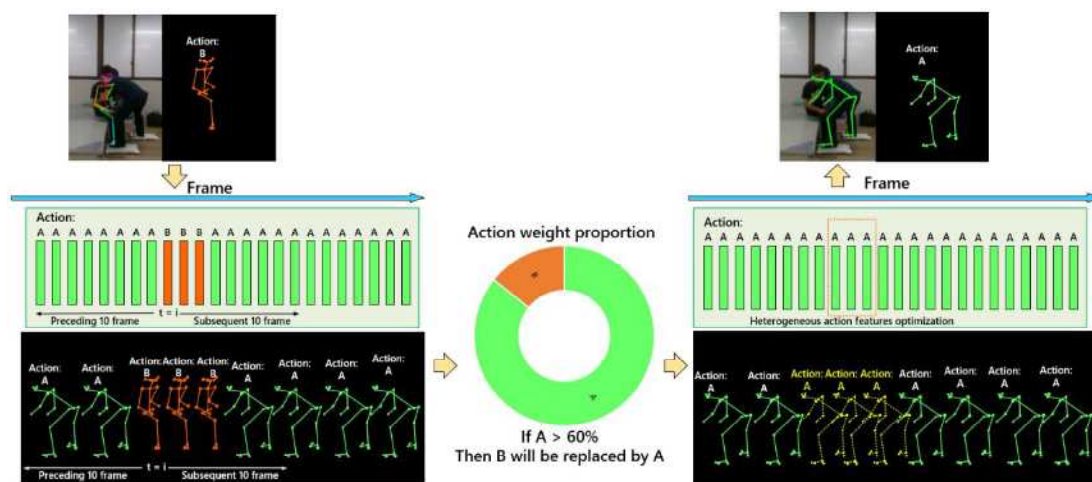 Action:
B
Action:
A
Frame
Action:
A A A A A A A A B B B A A A A A A A A A A A A A
t = i
Preceding 10 frame
Subsequent 10 frame
Action:
A
Action:
A
Action:
B
Action:
B
Action:
B
Action:
A
Action:
A
Action:
A
Action:
A
t = i
Preceding 10 frame
Subsequent 10 frame
Action weight proportion
If A > 60%
Then B will be replaced by A
Frame
Action:
A A A A A A A A A A A A A A A A A A A A A A A A
Heterogeneous action features optimization
Action:
A
Action:
A
Action:
A
Action:
A
Action:
A
Action:
A
Action:
A
Action:
A
Action:
A